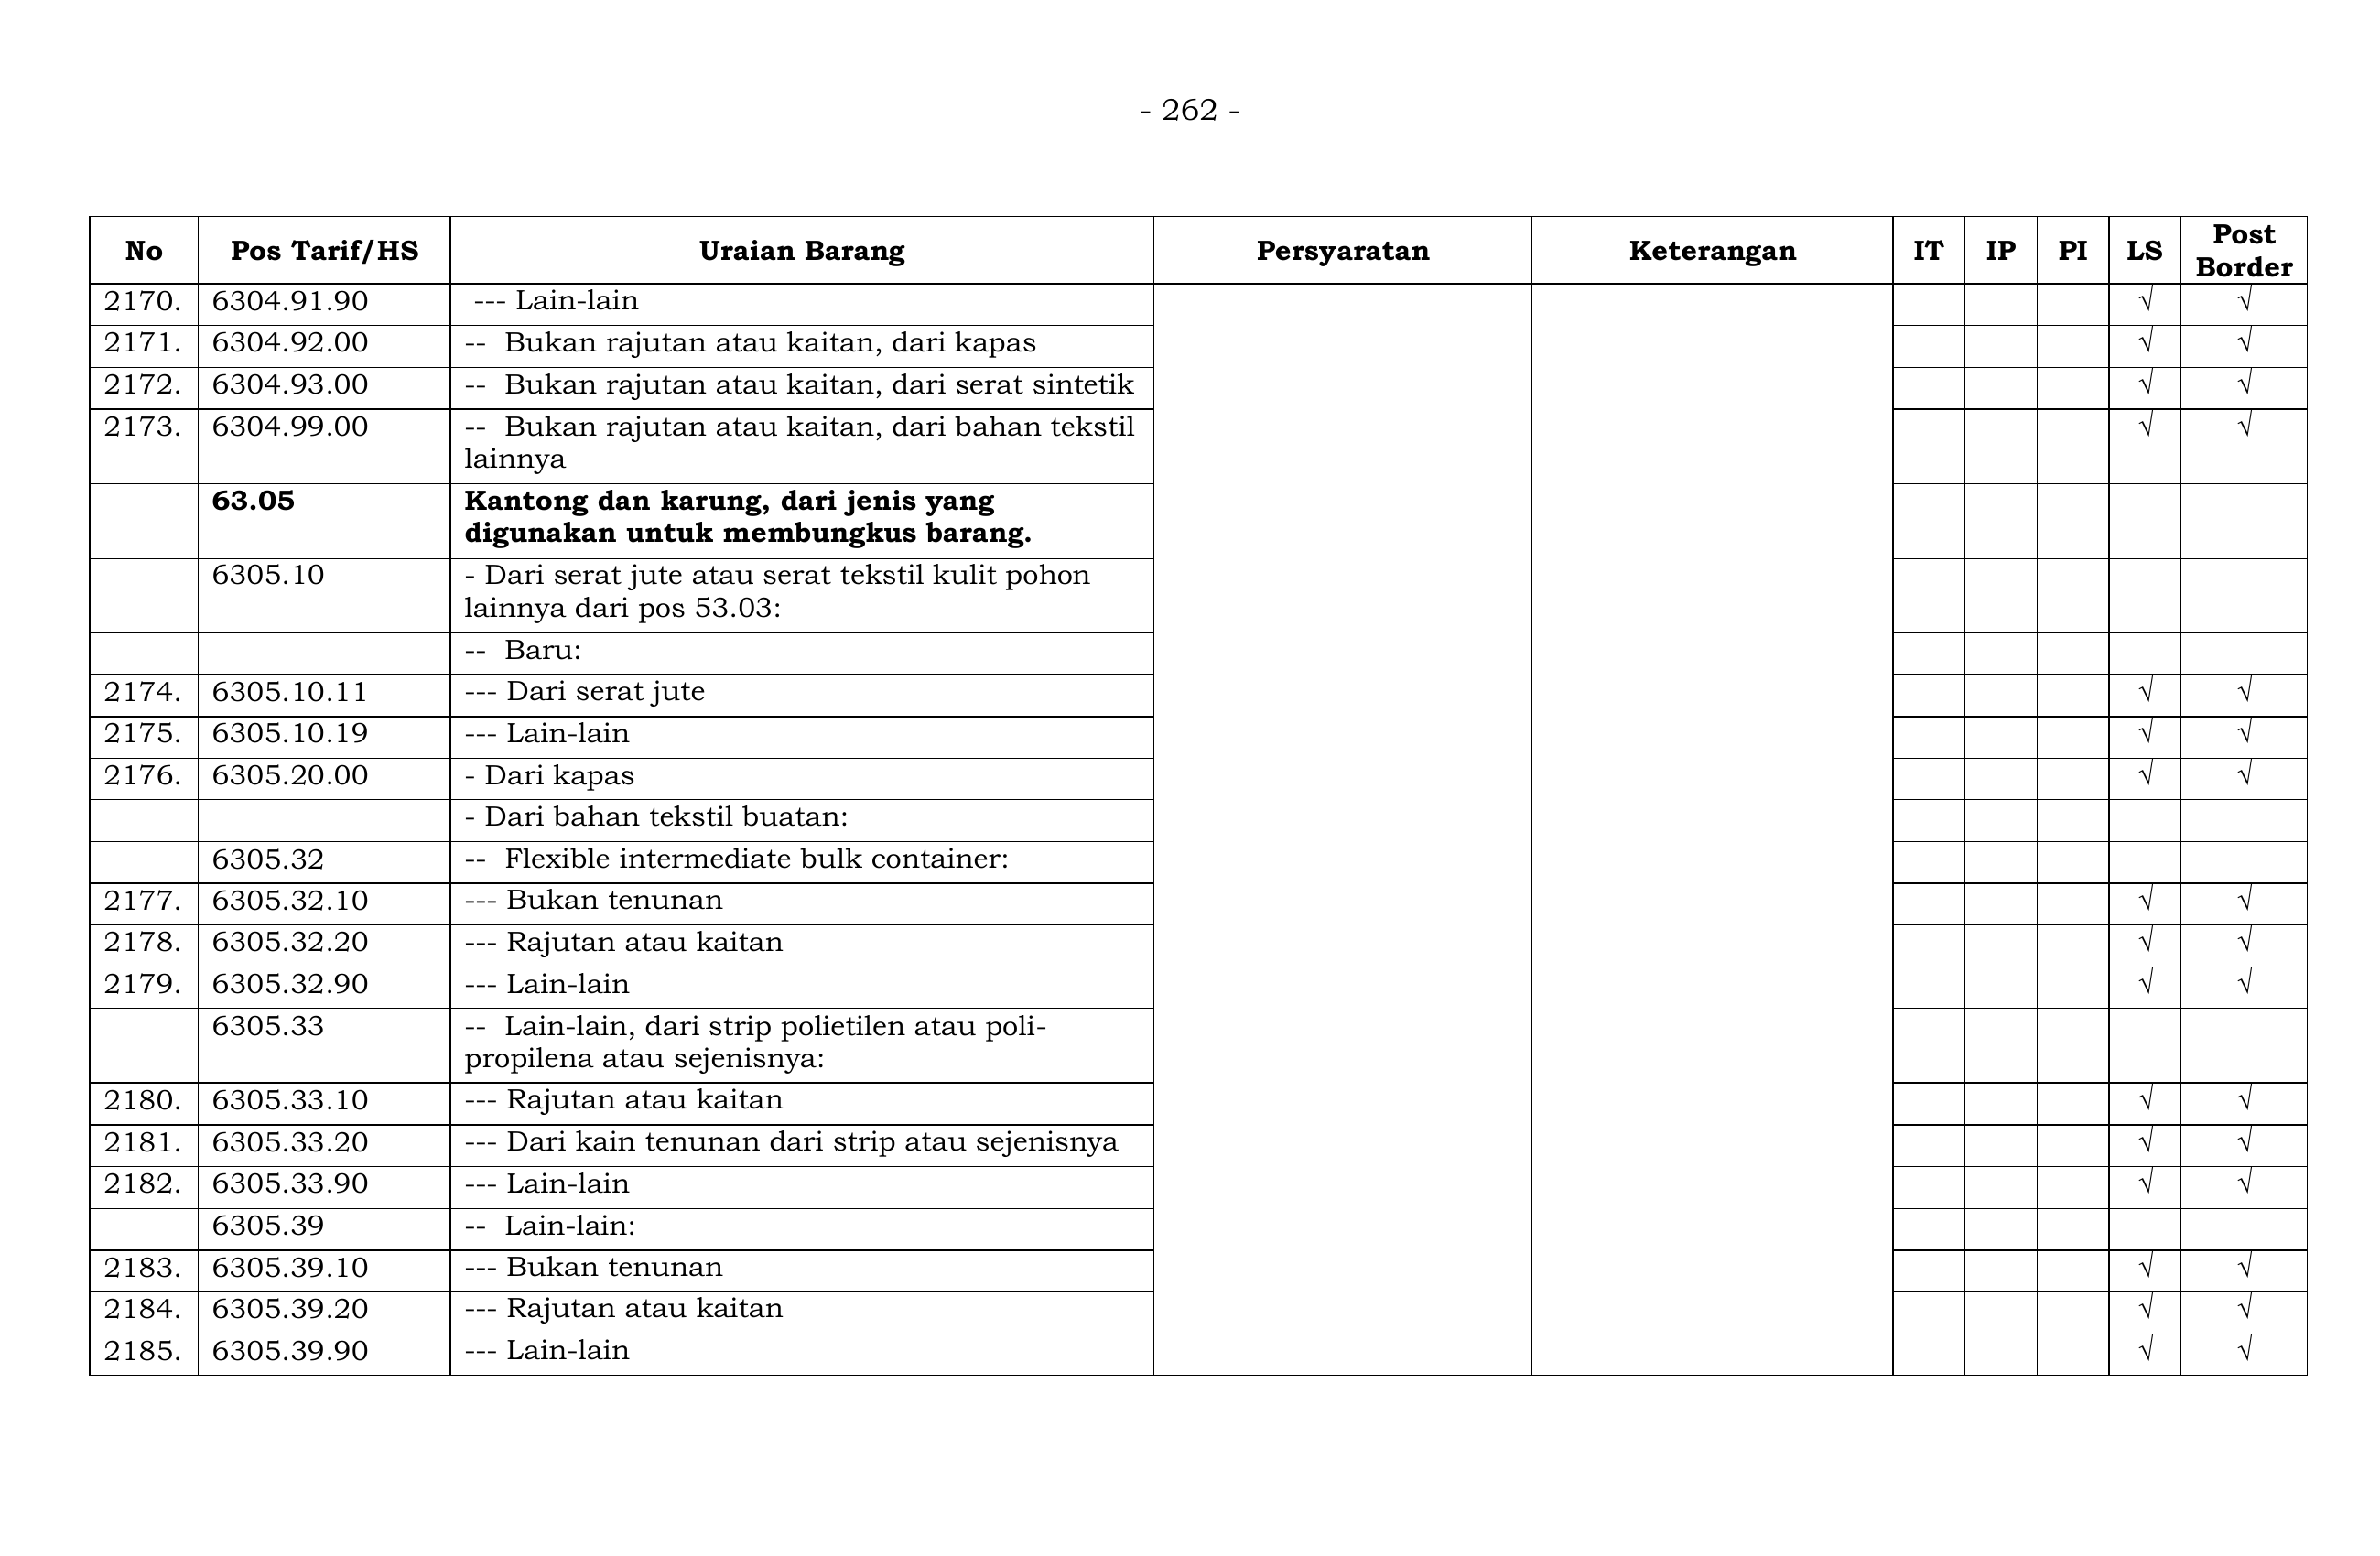 - 262 -
No Pos Tarif/HS Uraian Barang Persyaratan Keterangan IT IP PI LS Post Border
2170. 6304.91.90 --- Lain-lain √ √
2171. 6304.92.00 -- Bukan rajutan atau kaitan, dari kapas √ √
2172. 6304.93.00 -- Bukan rajutan atau kaitan, dari serat sintetik √ √
2173. 6304.99.00 -- Bukan rajutan atau kaitan, dari bahan tekstil √ √
lainnya
63.05 Kantong dan karung, dari jenis yang
digunakan untuk membungkus barang.
6305.10 - Dari serat jute atau serat tekstil kulit pohon
lainnya dari pos 53.03:
-- Baru:
2174. 6305.10.11 --- Dari serat jute √ √
2175. 6305.10.19 --- Lain-lain √ √
2176. 6305.20.00 - Dari kapas √ √
- Dari bahan tekstil buatan:
6305.32 -- Flexible intermediate bulk container:
2177. 6305.32.10 --- Bukan tenunan √ √
2178. 6305.32.20 --- Rajutan atau kaitan √ √
2179. 6305.32.90 --- Lain-lain √ √
6305.33 -- Lain-lain, dari strip polietilen atau poli-
propilena atau sejenisnya:
2180. 6305.33.10 --- Rajutan atau kaitan √ √
2181. 6305.33.20 --- Dari kain tenunan dari strip atau sejenisnya √ √
2182. 6305.33.90 --- Lain-lain √ √
6305.39 -- Lain-lain:
2183. 6305.39.10 --- Bukan tenunan √ √
2184. 6305.39.20 --- Rajutan atau kaitan √ √
2185. 6305.39.90 --- Lain-lain √ √